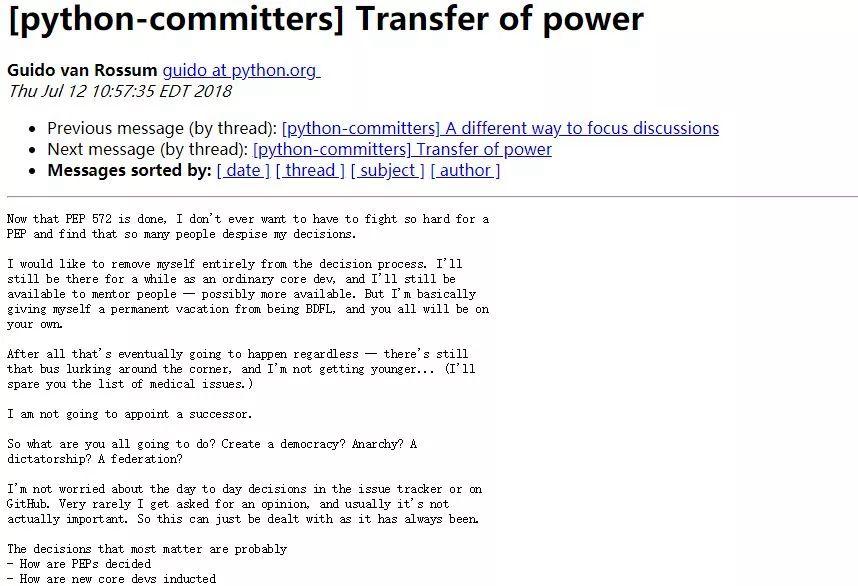 [python-committers] Transfer of power
Guido van Rossum guido at python.org
Thu Jul 12 10:57:35 EDT 2018
• Previous message (by thread): [python-committers] A different way to focus discussions
• Next message (by thread): [python-committers] Transfer of power
• Messages sorted by: [ date ] [ thread ] [ subject ] [ author ]
Now that PEP 572 is done, I don't ever want to have to fight so hard for a
PEP and find that so many people despise my decisions.
I would like to remove myself entirely from the decision process. I'll
still be there for a while as an ordinary core dev, and I'll still be
available to mentor people — possibly more available. But I'm basically
giving myself a permanent vacation from being BDFL, and you all will be on
your own.
After all that's eventually going to happen regardless — there's still
that bus lurking around the corner, and I'm not getting younger... (I'll
spare you the list of medical issues.)
I am not going to appoint a successor.
So what are you all going to do? Create a democracy? Anarchy? A
dictatorship? A federation?
I'm not worried about the day to day decisions in the issue tracker or on
GitHub. Very rarely I get asked for an opinion, and usually it's not
actually important. So this can just be dealt with as it has always been.
The decisions that most matter are probably
- How are PEPs decided
- How are new core devs inducted